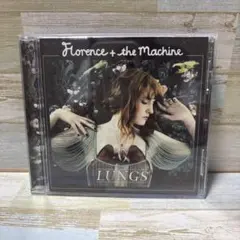 Florence + the Machine
LUNGS